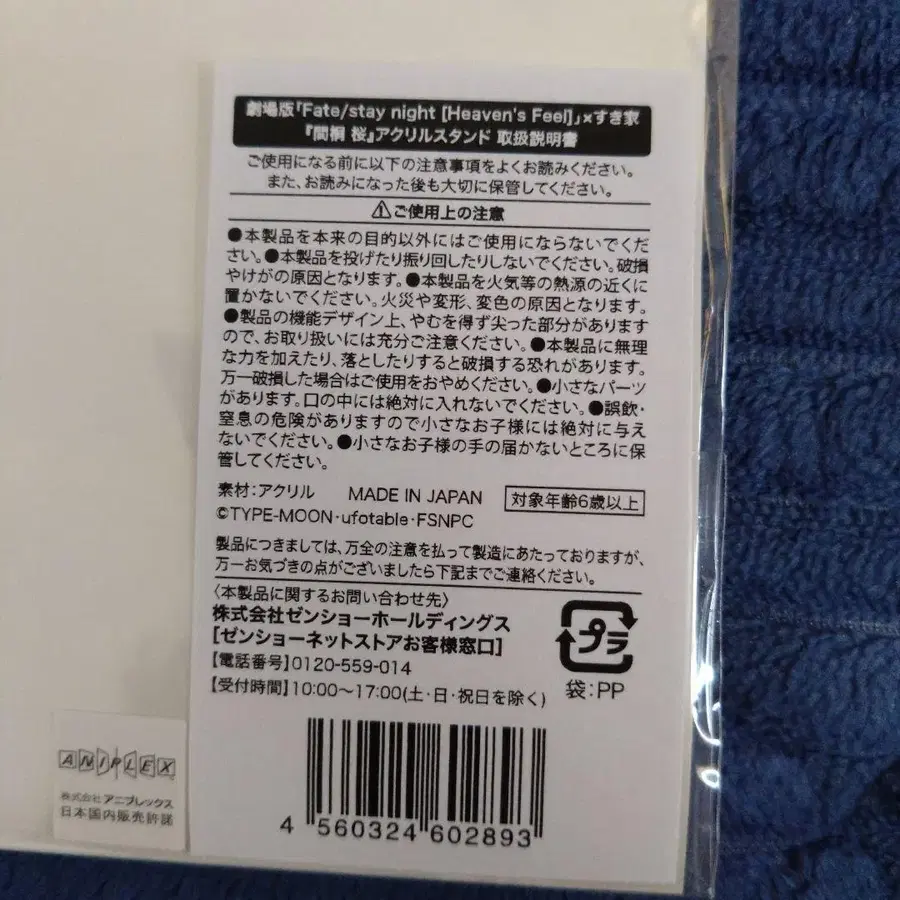 劇場版「Fate/stay night [Heaven's Feel]」×すき家
『間桐 桜』アクリルスタンド 取扱説明書
ご使用になる前に以下の注意事項をよくお読みください。
また、お読みになった後も大切に保管してください。
⚠ご使用上の注意
●本製品を本来の目的以外にはご使用にならないでくだ
さい。●本製品を投げたり振り回したりしないでください。破損
やけがの原因となります。●本製品を火気等の熱源の近くに
置かないでください。火災や変形、変色の原因となります。
●製品の機能デザイン上、やむを得ず尖った部分があります
ので、お取り扱いには充分ご注意ください。●本製品に無理
な力を加えたり、落としたりすると破損する恐れがあります。
万一破損した場合はご使用をおやめください。●小さなパーツ
があります。口の中には絶対に入れないでください。●誤飲・
窒息の危険がありますので小さなお子様には絶対に与え
ないでください。●小さなお子様の手の届かないところに保
管してください。
素材：アクリル MADE IN JAPAN 対象年齢6歳以上
©TYPE-MOON・ufotable・FSNPC
製品につきましては、万全の注意を払って製造にあたっておりますが、
万一お気づきの点がございましたら下記までご連絡ください。
〈本製品に関するお問い合わせ先〉
株式会社ゼンショーホールディングス
[ゼンショーネットストアお客様窓口]
【電話番号】0120-559-014
【受付時間】10:00～17:00(土・日・祝日を除く)
プラ
袋：PP
4 560324 602893
ANIPLEX
株式会社 アニプレックス
日本国内販売許諾